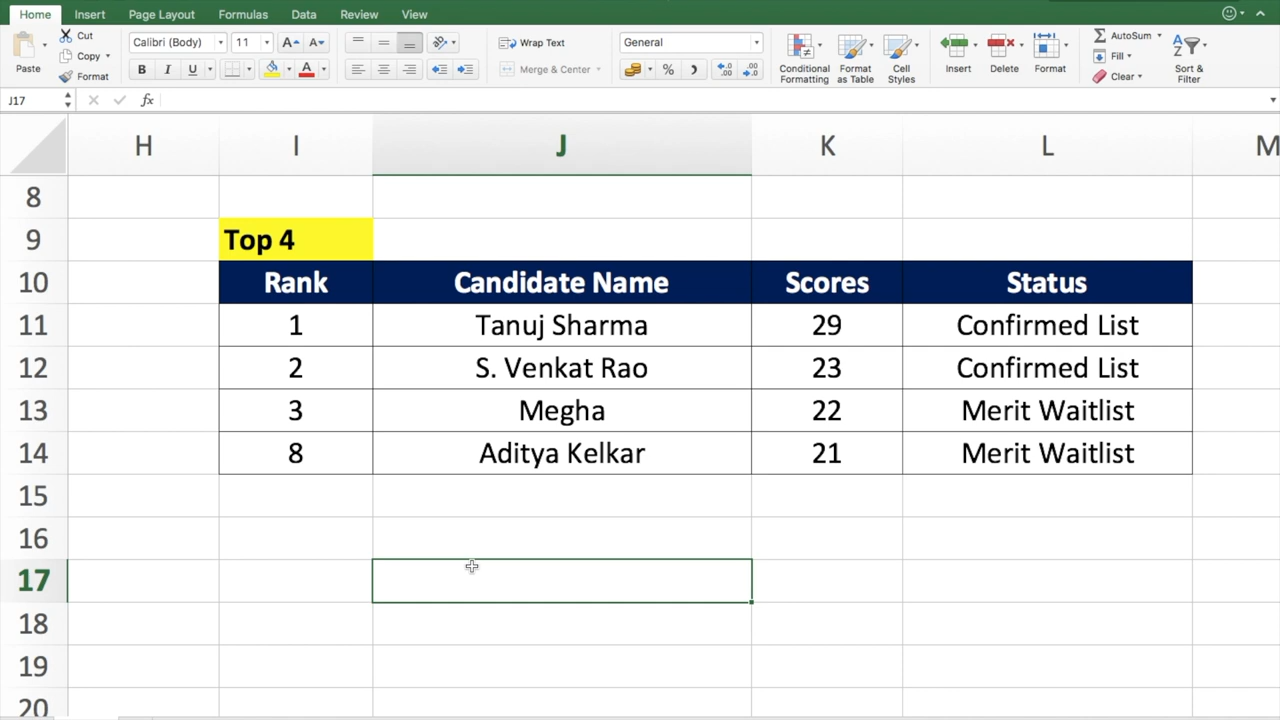 Home Insert Page Layout Formulas Data Review View
Cut Calibri (Body) 11 A A Wrap Text General AutoSum
Copy Fill
Paste Format B I U A Merge & Center % Conditional Formatting Format as Table Cell Styles Insert Delete Format Clear Sort & Filter
J17 fx
H I J K L M
8
9 Top 4
10 Rank Candidate Name Scores Status
11 1 Tanuj Sharma 29 Confirmed List
12 2 S. Venkat Rao 23 Confirmed List
13 3 Megha 22 Merit Waitlist
14 8 Aditya Kelkar 21 Merit Waitlist
15
16
17
18
19
20